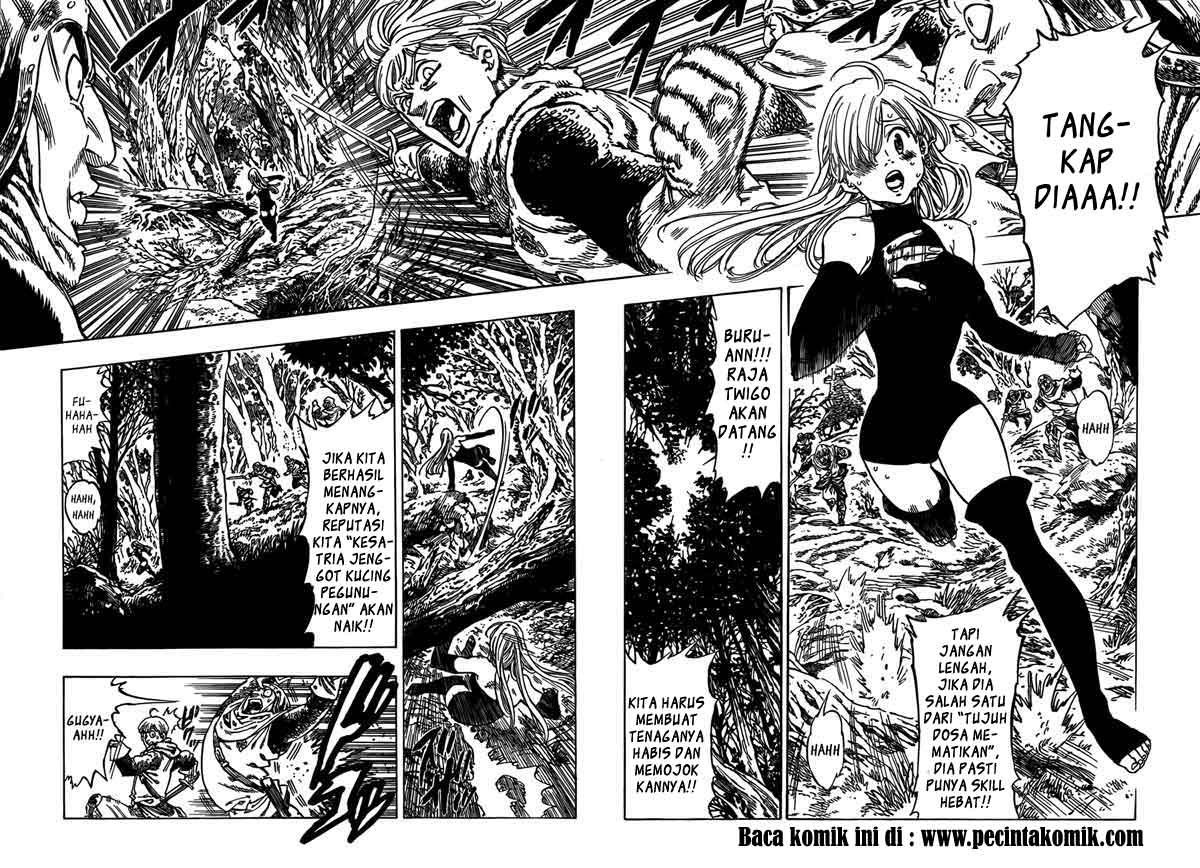 TANG-
KAP
DIAAA!!
HAHH
TAPI
JANGAN
LENGAH,
JIKA DIA
SALAH SATU
DARI “TUJUH
DOSA ME-
MATIKAN”,
DIA PASTI
PUNYA SKILL
HEBAT!!
HAHH
BURU-
ANN!!!
RAJA
TWIGO
AKAN
DATANG
!!
KITA HARUS
MEMBUAT
TENAGANYA
HABIS DAN
MEMOJOK
KANNYA!!
JIKA KITA
BERHASIL
MENANG-
KAPNYA,
REPUTASI
KITA “KESA-
TRIA JENG-
GOT KUCING
PEGUNU-
NGAN” AKAN
NAIK!!
FU-
HAHA-
HAH
HAHH,
HAHH
GUGYA-
AHH!!
Baca komik ini di : www.pecintakomik.com